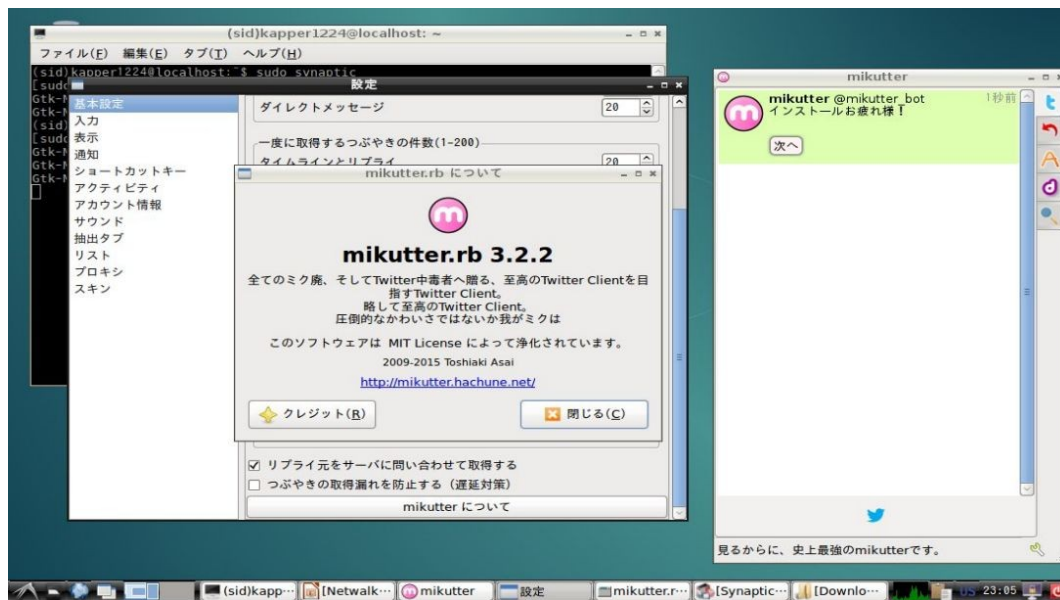 (sid)kapper1224@localhost: ~
ファイル(F) 編集(E) タブ(T) ヘルプ(H)
(sid)kapper1224@localhost:~$ sudo synaptic
[sudo
Gtk-M
Gtk-M
(sid)
[sudo
Gtk-M
Gtk-M
Gtk-M
設定
基本設定
入力
表示
通知
ショートカットキー
アクティビティ
アカウント情報
サウンド
抽出タブ
リスト
プロキシ
スキン
ダイレクトメッセージ 20
一度に取得するつぶやきの件数(1-200)
タイムラインとリプライ 20
mikutter.rb について
mikutter.rb 3.2.2
全てのミク廃、そしてTwitter中毒者へ贈る、至高のTwitter Clientを目
指すTwitter Client。
略して至高のTwitter Client。
圧倒的なかわいさではないか我がミクは
このソフトウェアは MIT License によって浄化されています。
2009-2015 Toshiaki Asai
http://mikutter.hachune.net/
クレジット(R) 閉じる(C)
リプライ元をサーバに問い合わせて取得する
つぶやきの取得漏れを防止する（遅延対策）
mikutter について
mikutter
mikutter @mikutter_bot 1秒前
インストールお疲れ様！
次へ
見るからに、史上最強のmikutterです。
(sid)kapp… [Netwalk… mikutter 設定 mikutter.r… [Synaptic… [Downlo… US 23:05